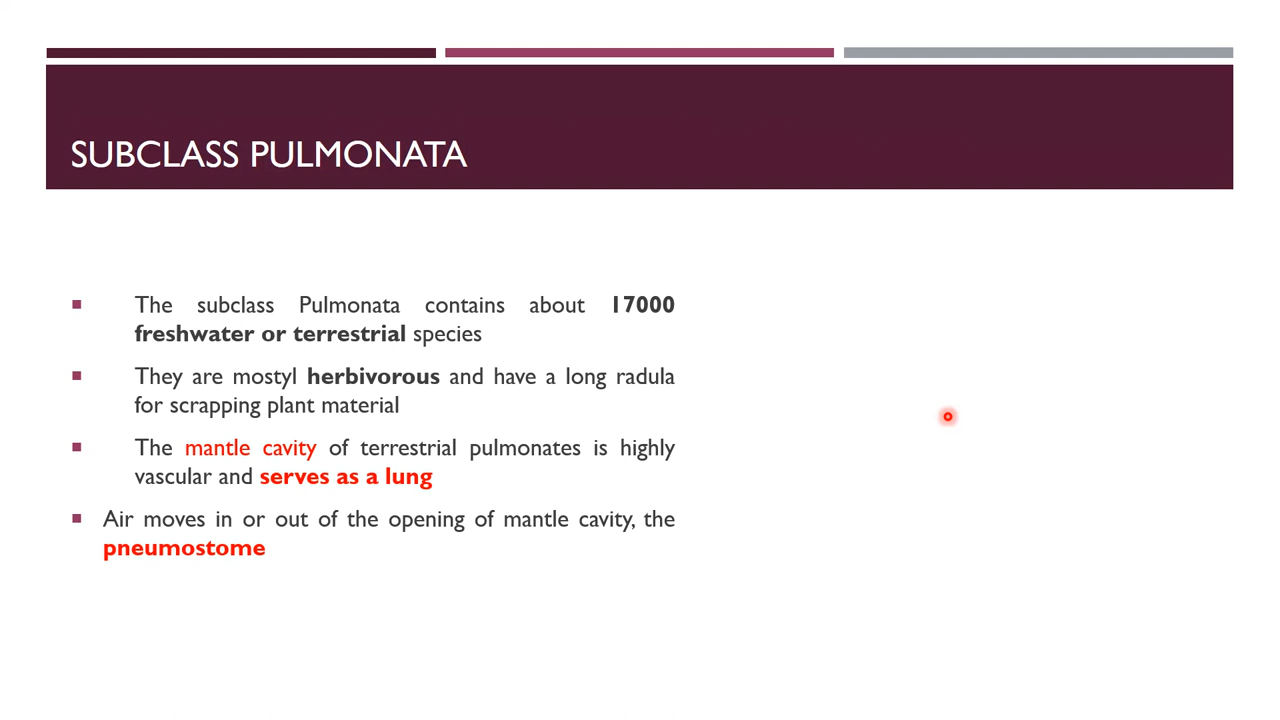 SUBCLASS PULMONATA
The subclass Pulmonata contains about 17000
freshwater or terrestrial species
They are mostyl herbivorous and have a long radula
for scrapping plant material
The mantle cavity of terrestrial pulmonates is highly
vascular and serves as a lung
Air moves in or out of the opening of mantle cavity, the
pneumostome